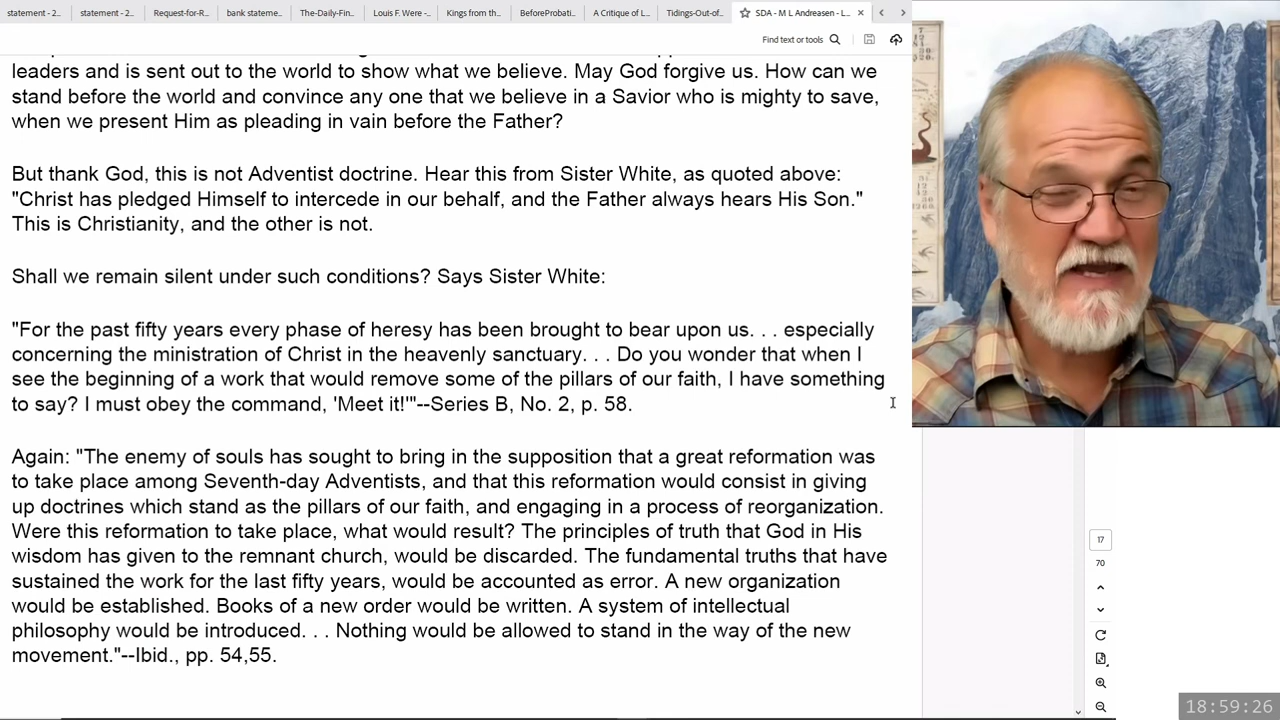 statement - 2...
statement - 2...
Request-for-R...
bank stateme...
The-Daily-Fin...
Louis F. Were -...
Kings from th...
BeforeProbati...
A Critique of L...
Tidings-Out-of...
SDA - M L Andreasen - L...
Find text or tools
leaders and is sent out to the world to show what we believe. May God forgive us. How can we
stand before the world and convince any one that we believe in a Savior who is mighty to save,
when we present Him as pleading in vain before the Father?
But thank God, this is not Adventist doctrine. Hear this from Sister White, as quoted above:
"Christ has pledged Himself to intercede in our behalf, and the Father always hears His Son."
This is Christianity, and the other is not.
Shall we remain silent under such conditions? Says Sister White:
"For the past fifty years every phase of heresy has been brought to bear upon us. . . especially
concerning the ministration of Christ in the heavenly sanctuary. . . Do you wonder that when I
see the beginning of a work that would remove some of the pillars of our faith, I have something
to say? I must obey the command, 'Meet it!'"--Series B, No. 2, p. 58.
Again: "The enemy of souls has sought to bring in the supposition that a great reformation was
to take place among Seventh-day Adventists, and that this reformation would consist in giving
up doctrines which stand as the pillars of our faith, and engaging in a process of reorganization.
Were this reformation to take place, what would result? The principles of truth that God in His
wisdom has given to the remnant church, would be discarded. The fundamental truths that have
sustained the work for the last fifty years, would be accounted as error. A new organization
would be established. Books of a new order would be written. A system of intellectual
philosophy would be introduced. . . Nothing would be allowed to stand in the way of the new
movement."--Ibid., pp. 54,55.
17
70
18:59:26